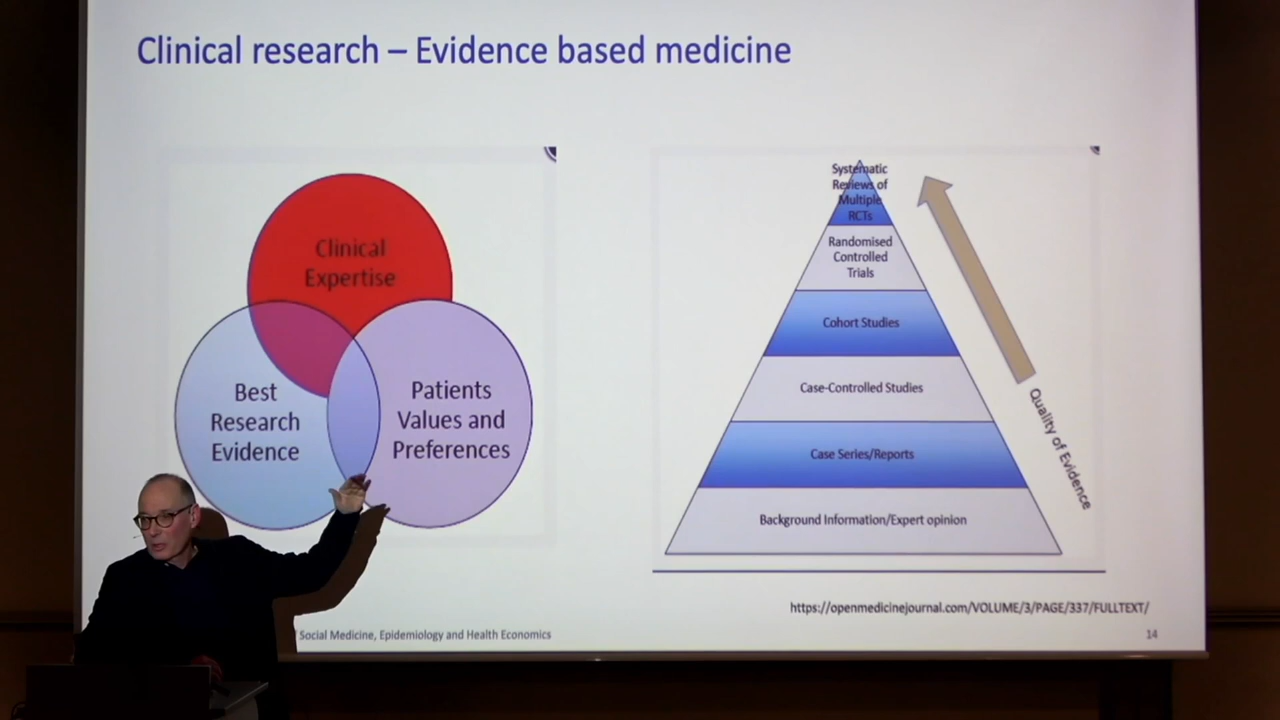 Clinical research – Evidence based medicine
Clinical
Expertise
Best
Research
Evidence
Patients
Values and
Preferences
Systematic
Reviews of
Multiple
RCTs
Randomised
Controlled
Trials
Cohort Studies
Case-Controlled Studies
Case Series/Reports
Background Information/Expert opinion
Quality of Evidence
https://openmedicinejournal.com/VOLUME/3/PAGE/337/FULLTEXT/
Social Medicine, Epidemiology and Health Economics
14